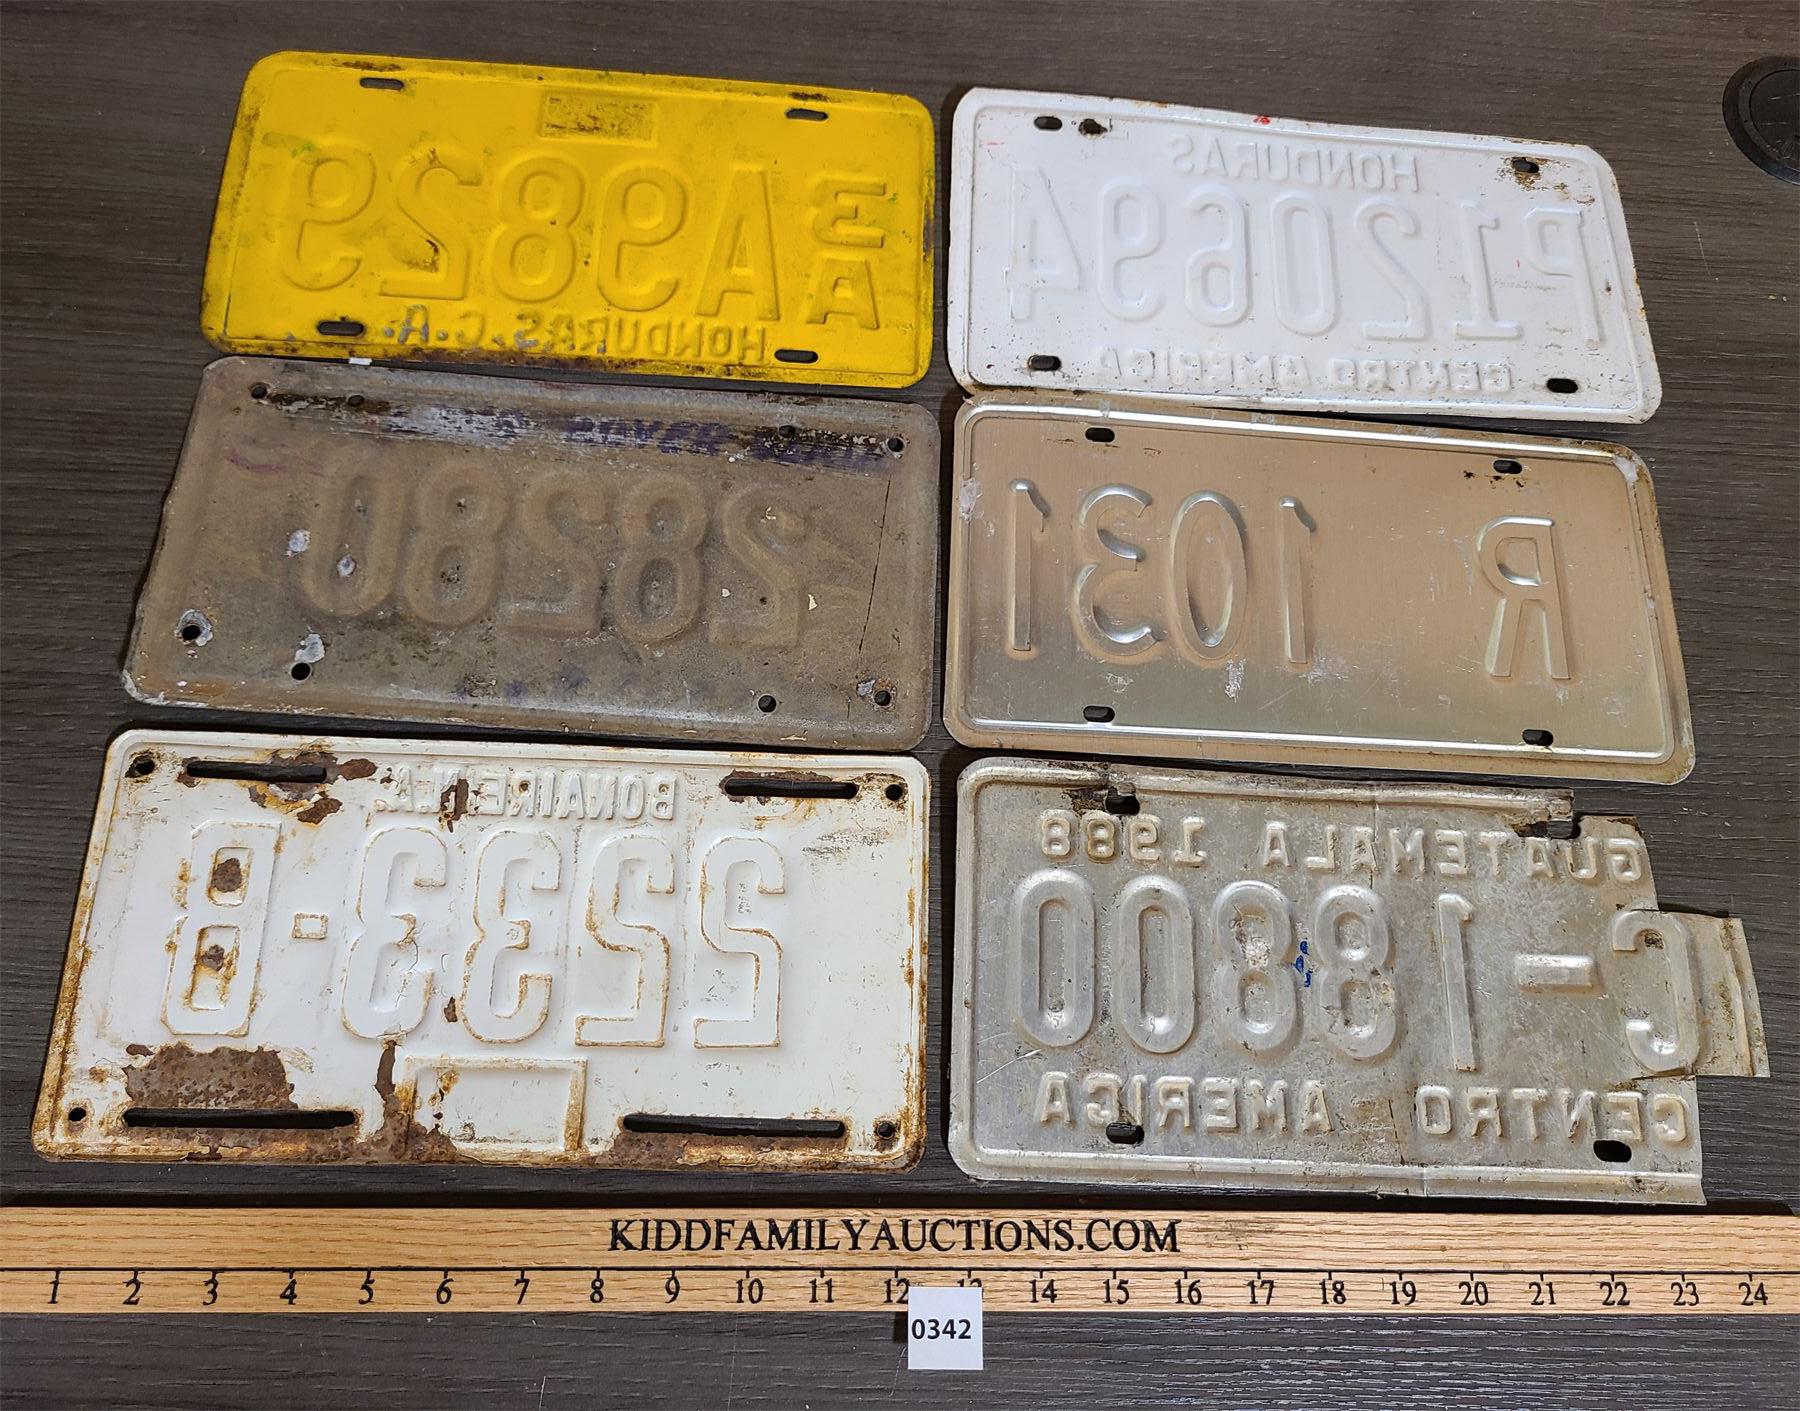 3/A A9829
HONDURAS. C. A.
HONDURAS
P120694
CENTRO AMERICA
28280
R 1031
BONAIRE N.A.
2233-B
GUATEMALA 1988
C-18800
CENTRO AMERICA
KIDDFAMILYAUCTIONS.COM
1 2 3 4 5 6 7 8 9 10 11 12 13 14 15 16 17 18 19 20 21 22 23 24
0342